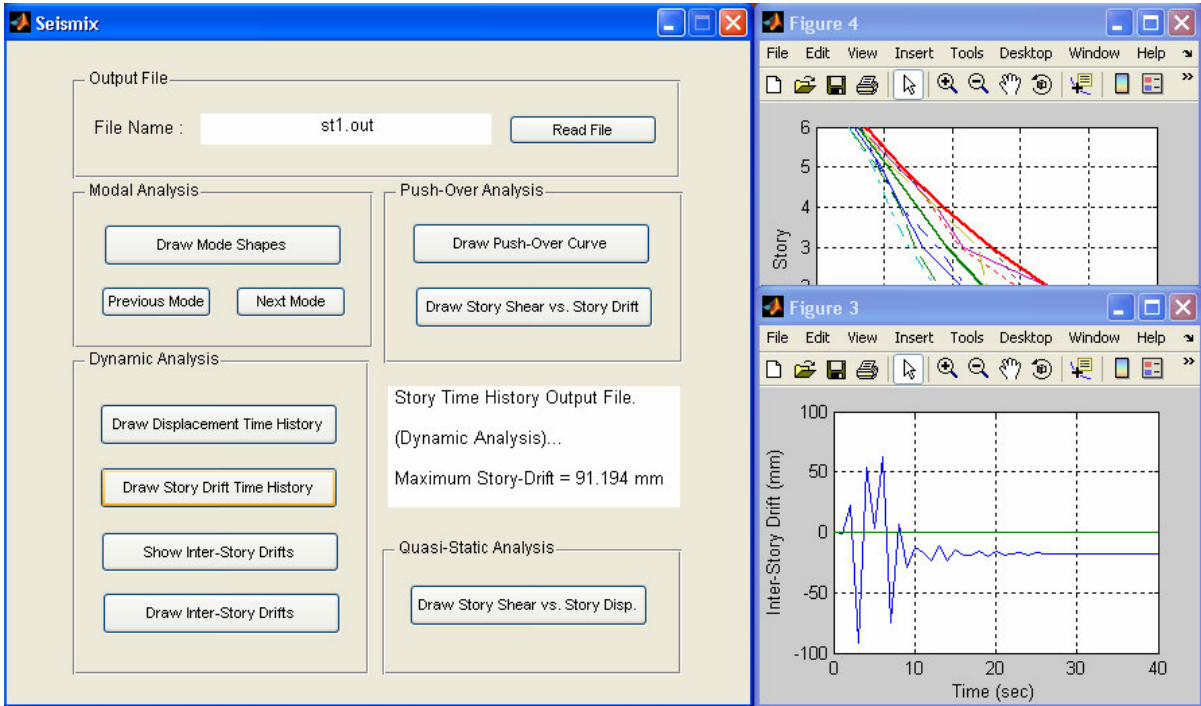 Seismix
Output File
File Name :
st1.out
Read File
Modal Analysis
Draw Mode Shapes
Previous Mode
Next Mode
Push-Over Analysis
Draw Push-Over Curve
Draw Story Shear vs. Story Drift
Dynamic Analysis
Draw Displacement Time History
Draw Story Drift Time History
Show Inter-Story Drifts
Draw Inter-Story Drifts
Story Time History Output File.
(Dynamic Analysis)...
Maximum Story-Drift = 91.194 mm
Quasi-Static Analysis
Draw Story Shear vs. Story Disp.
Figure 4
File Edit View Insert Tools Desktop Window Help
6
5
4
3
Story
Figure 3
File Edit View Insert Tools Desktop Window Help
100
50
0
-50
-100
Inter-Story Drift (mm)
0 10 20 30 40
Time (sec)